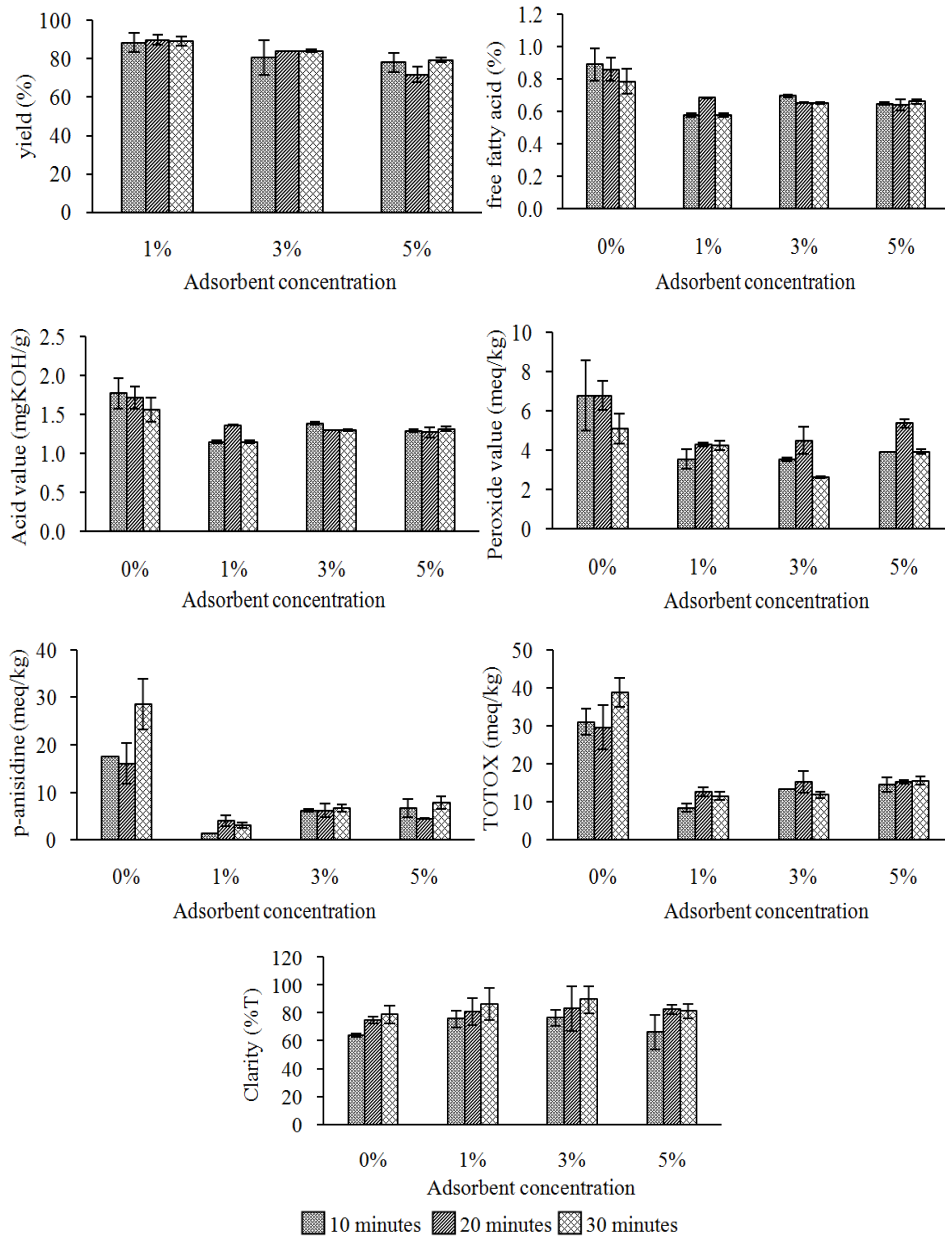 yield (%)
100
80
60
40
20
0
1% 3% 5%
Adsorbent concentration
free fatty acid (%)
1.2
1.0
0.8
0.6
0.4
0.2
0.0
0% 1% 3% 5%
Adsorbent concentration
Acid value (mgKOH/g)
2.5
2.0
1.5
1.0
0.5
0.0
0% 1% 3% 5%
Adsorbent concentration
Peroxide value (meq/kg)
10
8
6
4
2
0
0% 1% 3% 5%
Adsorbent concentration
p-anisidine (meq/kg)
40
30
20
10
0
0% 1% 3% 5%
Adsorbent concentration
TOTOX (meq/kg)
50
40
30
20
10
0
0% 1% 3% 5%
Adsorbent concentration
Clarity (%T)
120
100
80
60
40
20
0
0% 1% 3% 5%
Adsorbent concentration
10 minutes 20 minutes 30 minutes